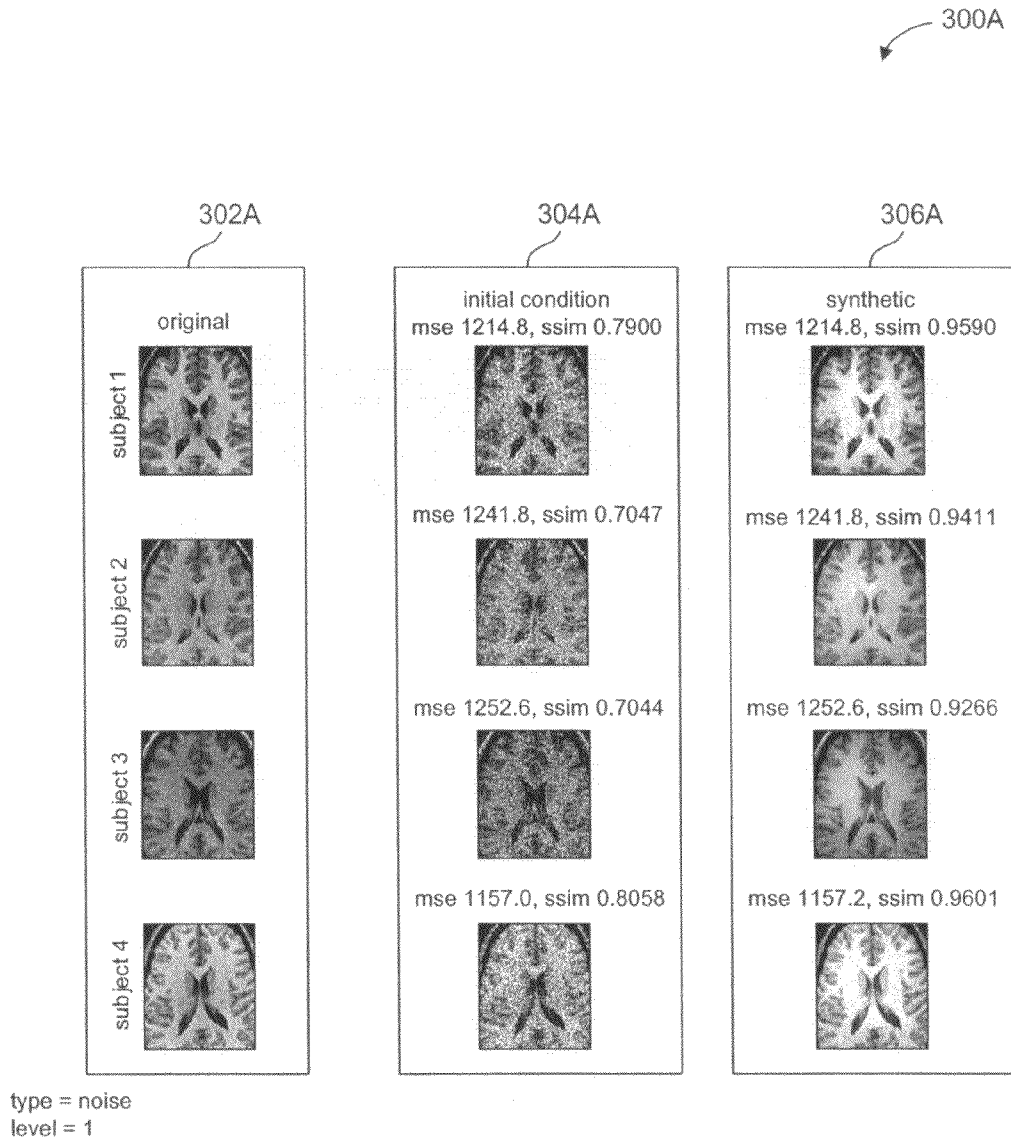 300A
302A
304A
306A
original
initial condition
mse 1214.8, ssim 0.7900
synthetic
mse 1214.8, ssim 0.9590
subject 1
mse 1241.8, ssim 0.7047
mse 1241.8, ssim 0.9411
subject 2
mse 1252.6, ssim 0.7044
mse 1252.6, ssim 0.9266
subject 3
mse 1157.0, ssim 0.8058
mse 1157.2, ssim 0.9601
subject 4
type = noise
level = 1